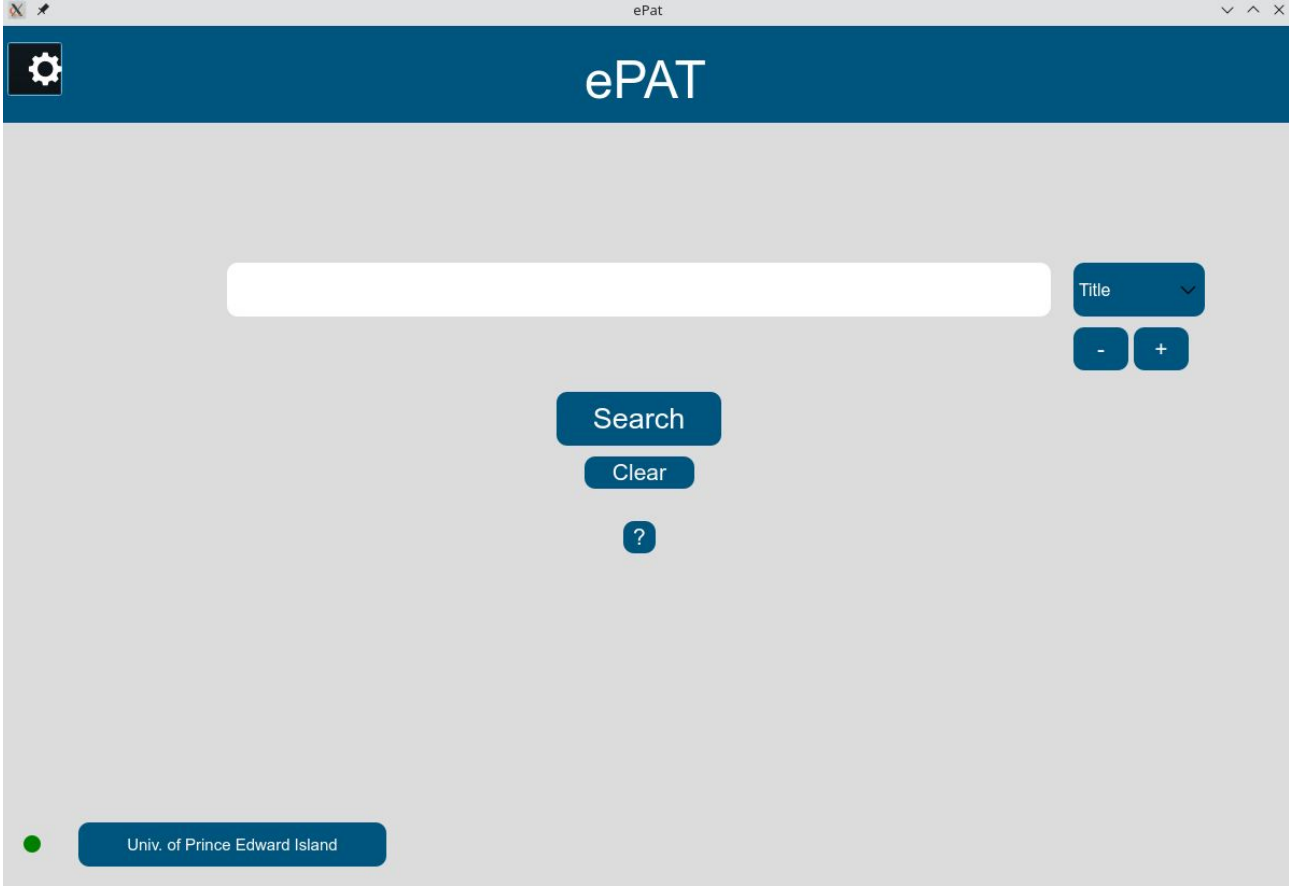 ePat
ePAT
Title
- +
Search
Clear
?
Univ. of Prince Edward Island